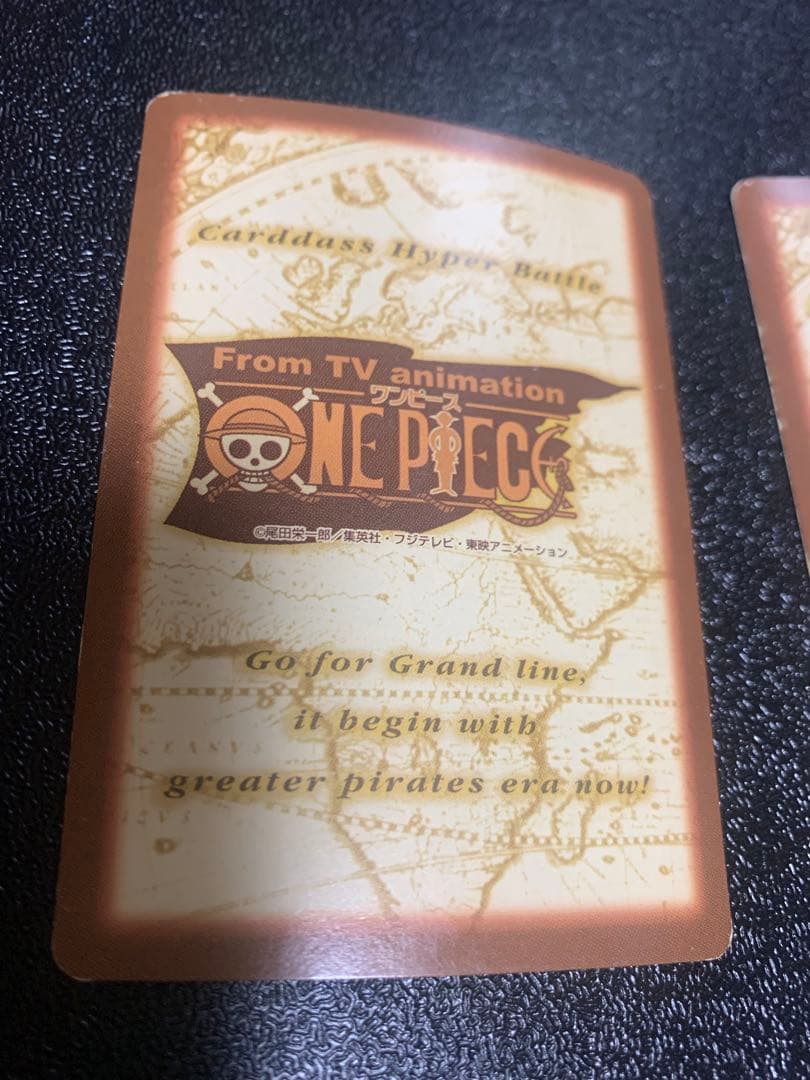 Carddass Hyper Battle
From TV animation
ワンピース
ONE PIECE
©尾田栄一郎／集英社・フジテレビ・東映アニメーション
Go for Grand line,
it begin with
greater pirates era now!